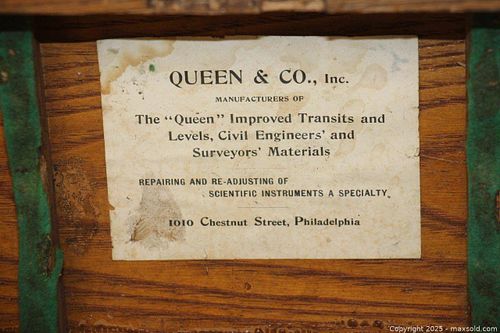 QUEEN & CO., Inc.
MANUFACTURERS OF
The "Queen" Improved Transits and
Levels, Civil Engineers' and
Surveyors' Materials
REPAIRING AND RE-ADJUSTING OF
SCIENTIFIC INSTRUMENTS A SPECIALTY.
1010 Chestnut Street, Philadelphia
Copyright 2025 - maxsold.com